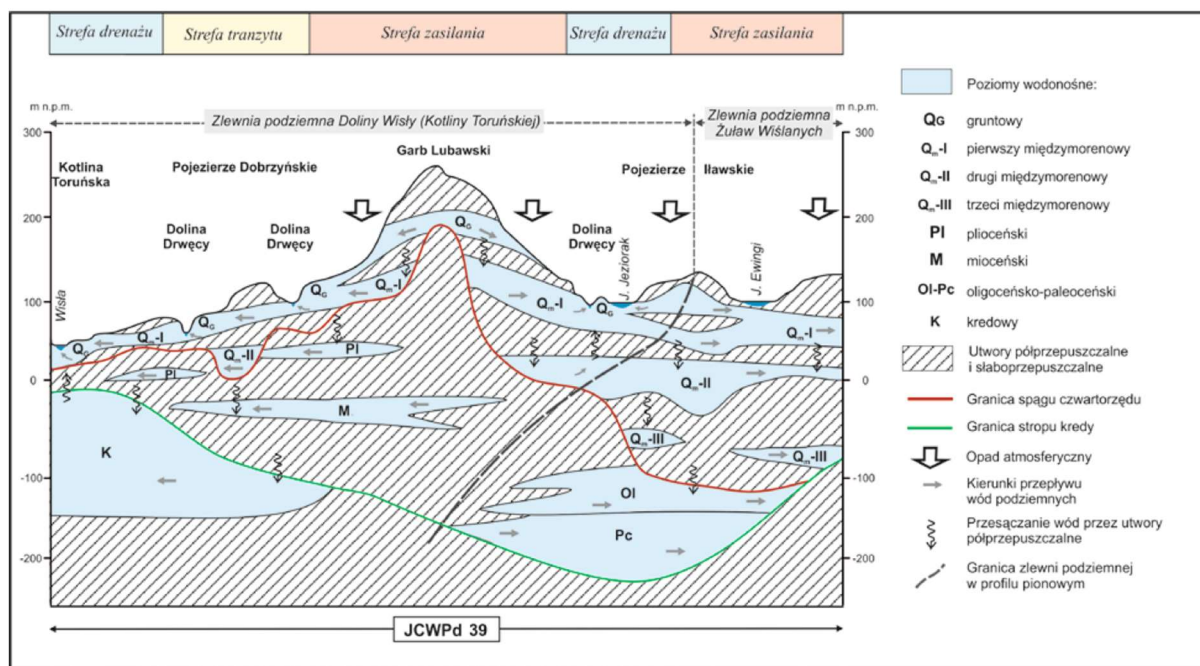 Strefa drenażu
Strefa tranzytu
Strefa zasilania
Strefa drenażu
Strefa zasilania
m n.p.m.
Zlewnia podziemna Doliny Wisły (Kotliny Toruńskiej)
Zlewnia podziemna
Żuław Wiślanych
m n.p.m.
300
200
100
0
-100
-200
300
200
100
0
-100
-200
Kotlina
Toruńska
Pojezierze Dobrzyńskie
Garb Lubawski
Pojezierze
Iławskie
Dolina
Drwęcy
Dolina
Drwęcy
Dolina
Drwęcy
Wisła
J. Jeziorak
J. Ewingi
QG
Qm-I
QG
QG
Qm-I
QG
Qm-I
QG
Qm-I
Qm-II
Pl
Pl
Qm-II
M
Qm-III
Qm-III
K
Ol
Pc
JCWPd 39
Poziomy wodonośne:
QG gruntowy
Qm-I pierwszy międzymorenowy
Qm-II drugi międzymorenowy
Qm-III trzeci międzymorenowy
Pl plioceński
M mioceński
Ol-Pc oligoceńsko-paleoceński
K kredowy
Utwory półprzepuszczalne
i słaboprzepuszczalne
Granica spągu czwartorzędu
Granica stropu kredy
Opad atmosferyczny
Kierunki przepływu
wód podziemnych
Przesączanie wód przez utwory
półprzepuszczalne
Granica zlewni podziemnej
w profilu pionowym